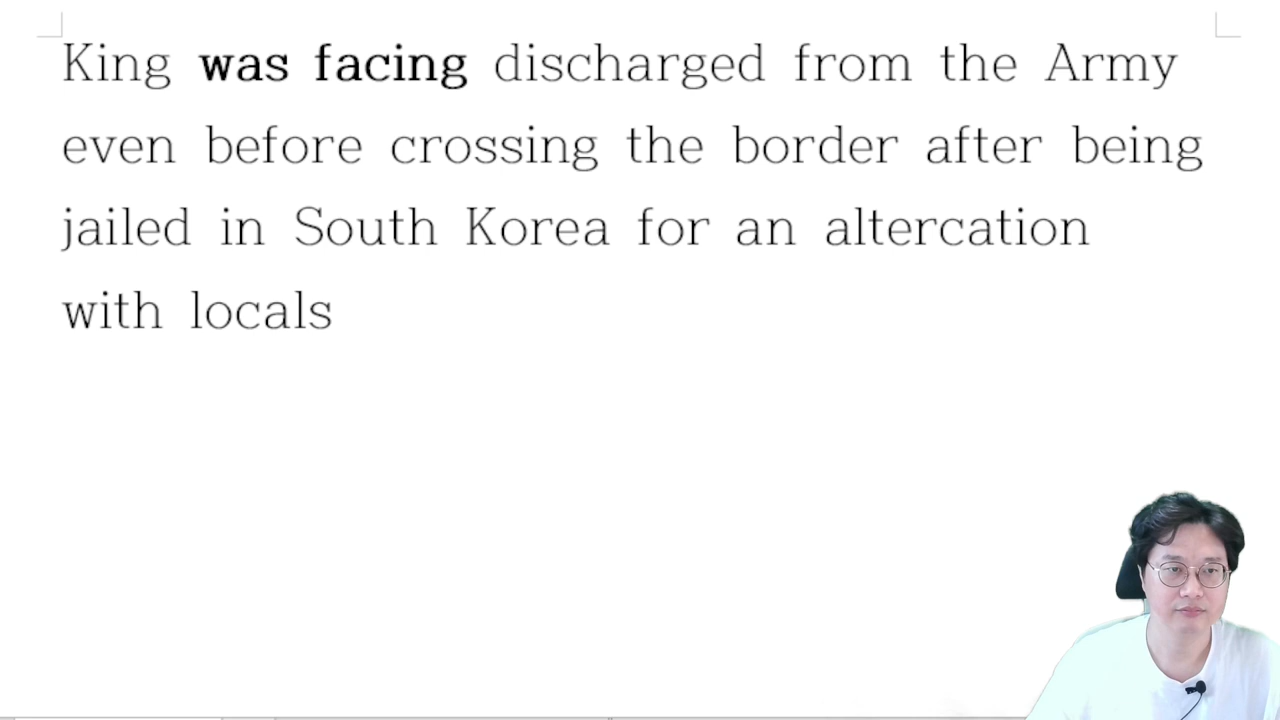 King was facing discharged from the Army
even before crossing the border after being
jailed in South Korea for an altercation
with locals